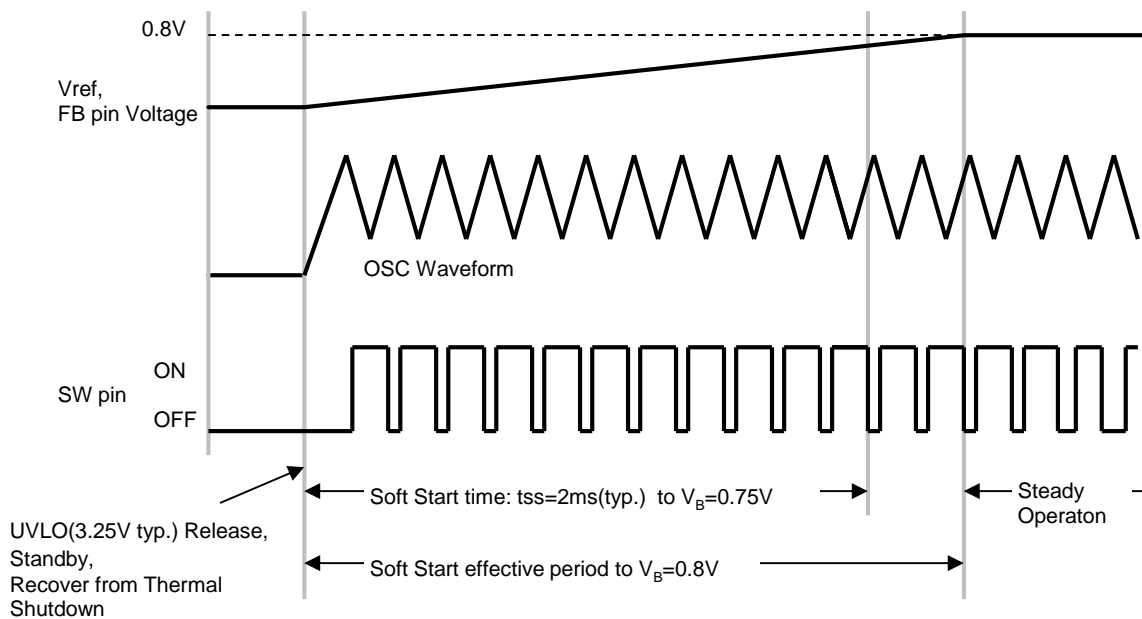 0.8V
Vref,
FB pin Voltage
OSC Waveform
ON
SW pin
OFF
Soft Start time: tss=2ms(typ.) to VB=0.75V
Steady
Operaton
UVLO(3.25V typ.) Release,
Standby,
Recover from Thermal
Shutdown
Soft Start effective period to VB=0.8V